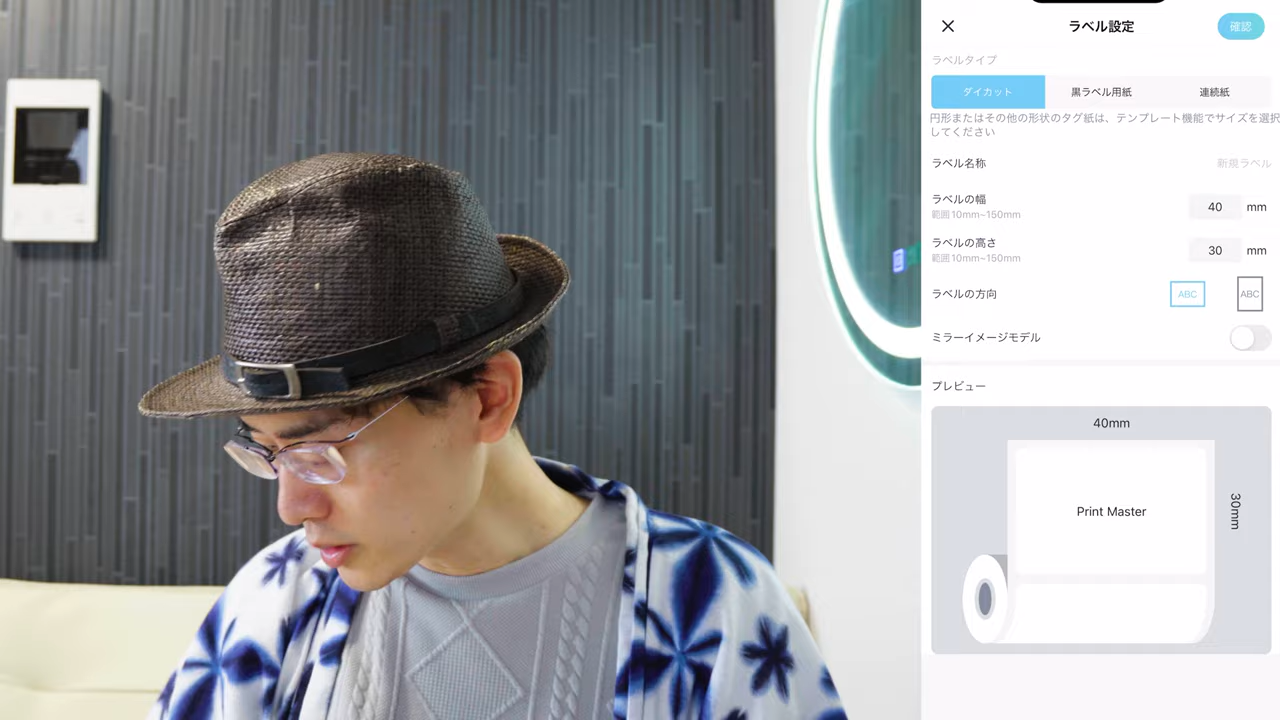 ラベル設定
確認
ラベルタイプ
ダイカット
黒ラベル用紙
連続紙
円形またはその他の形状のタグ紙は、テンプレート機能でサイズを選択
してください
ラベル名称
新規ラベル
ラベルの幅
範囲10mm~150mm
40 mm
ラベルの高さ
範囲10mm~150mm
30 mm
ラベルの方向
ABC
ABC
ミラーイメージモデル
プレビュー
40mm
Print Master
30mm